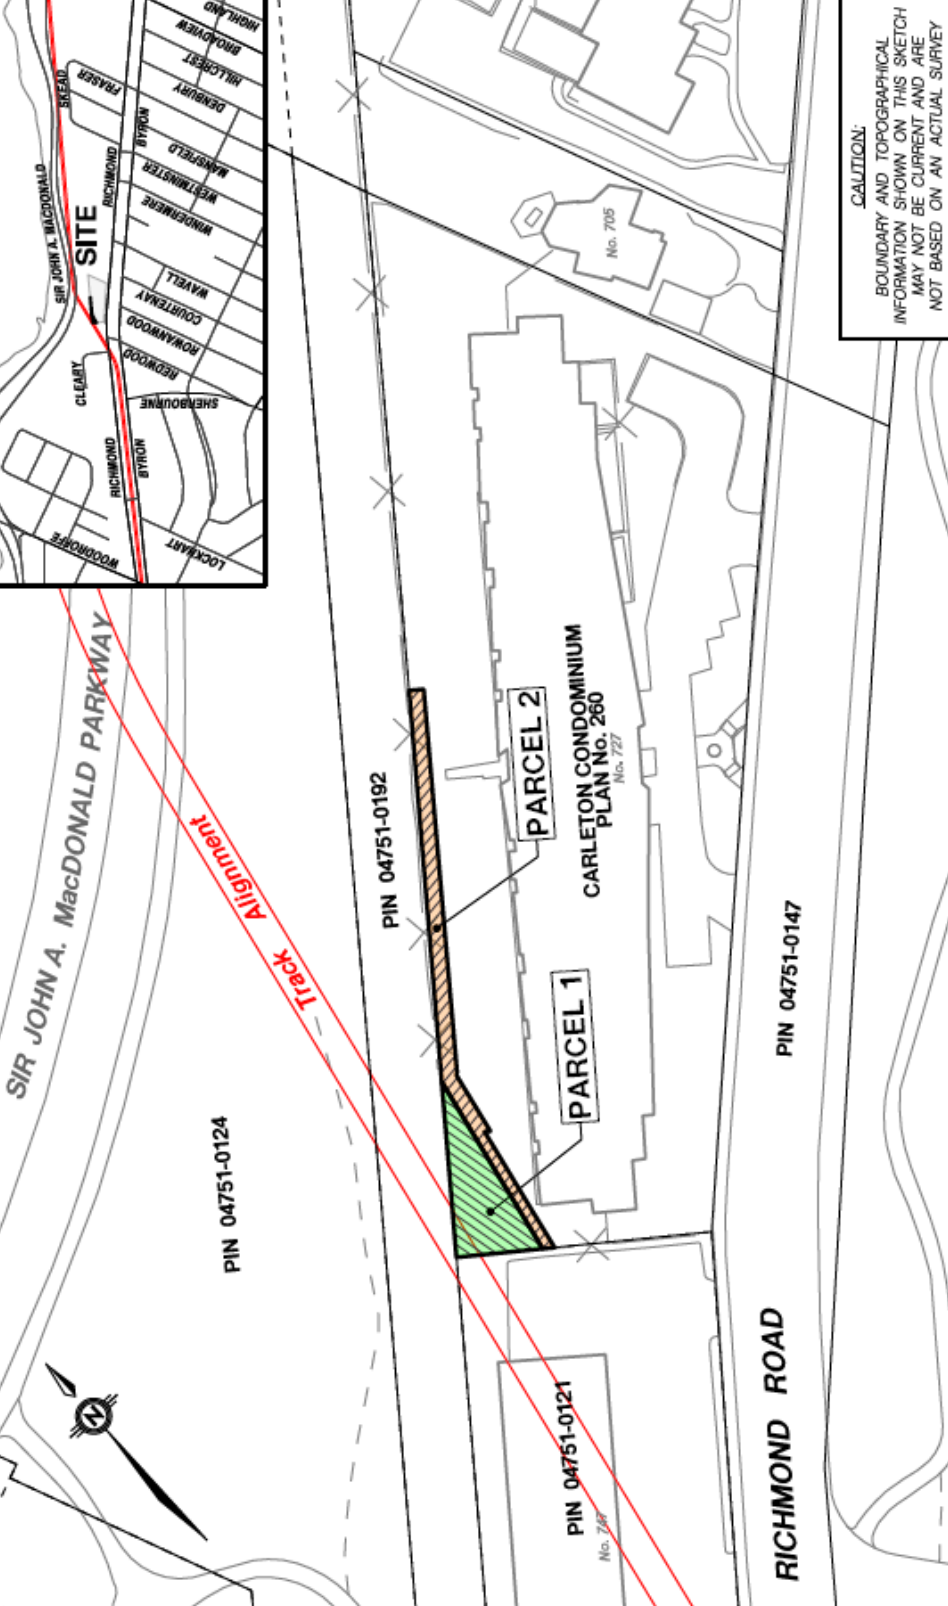 HIGHLAND
BROADVIEW
HILLCREST
DENBURY
FRASER
SKEAD
BYRON
RICHMOND
MANSFIELD
WESTMINSTER
WINDERMERE
SIR JOHN A. MACDONALD
SITE
WAVELL
COURTENAY
ROWANWOOD
REDWOOD
CLEARY
SHERBOURNE
RICHMOND
BYRON
WOODROFFE
LOCKHART
CAUTION:
BOUNDARY AND TOPOGRAPHICAL
INFORMATION SHOWN ON THIS SKETCH
MAY NOT BE CURRENT AND ARE
NOT BASED ON AN ACTUAL SURVEY
No. 705
SIR JOHN A. MacDONALD PARKWAY
Track Alignment
PIN 04751-0192
PARCEL 2
CARLETON CONDOMINIUM
PLAN No. 260
No. 727
PARCEL 1
PIN 04751-0147
PIN 04751-0124
N
PIN 04751-0121
No. 747
RICHMOND ROAD